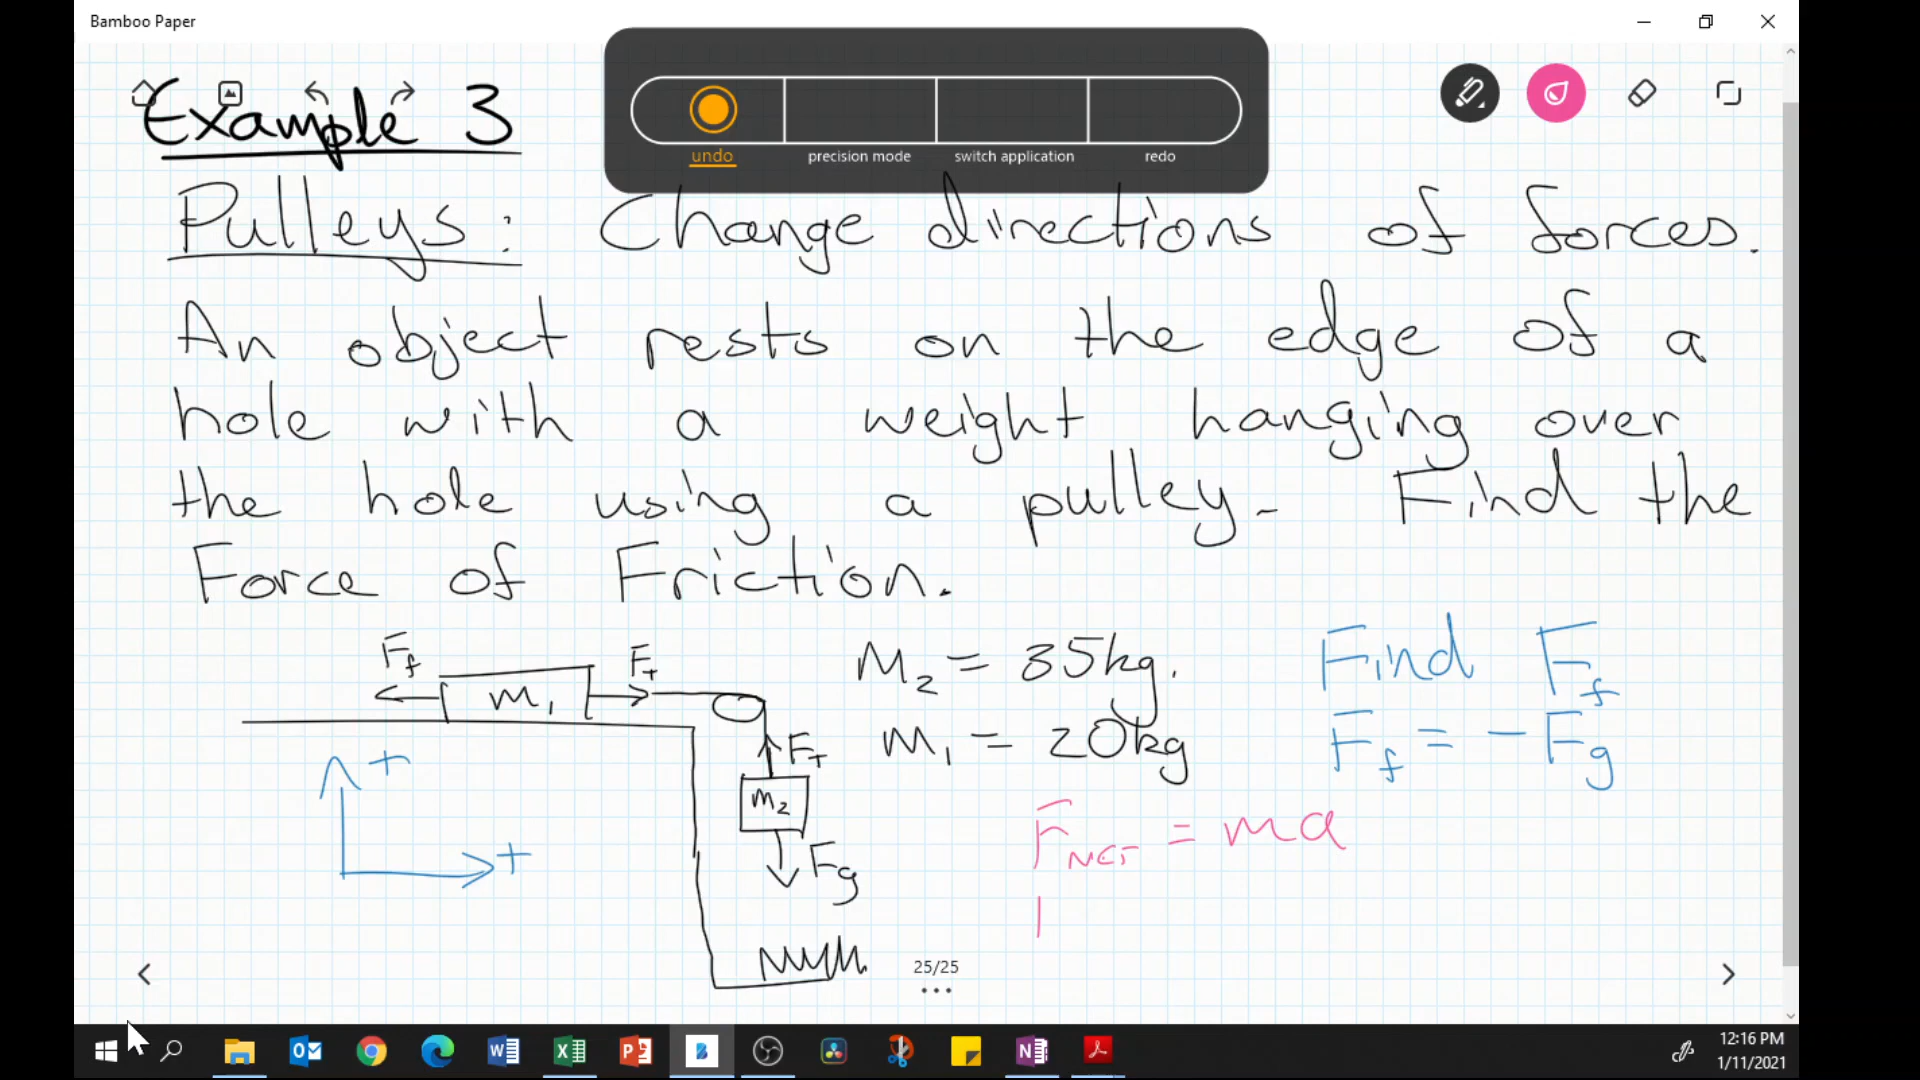 Bamboo Paper
undo precision mode switch application redo
Example 3
Pulleys: Change directions of forces.
An object rests on the edge of a
hole with a weight hanging over
the hole using a pulley. Find the
Force of Friction.
Ff m₁ FT
FT
m₂
Fg
+
+
M₂ = 35kg.
m₁ = 20kg
Find Ff
Ff = -Fg
FNET = ma
25/25
12:16 PM
1/11/2021